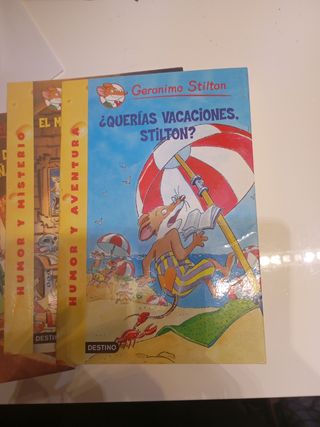 Geronimo Stilton
¿QUERÍAS VACACIONES,
STILTON?
HUMOR Y AVENTURA
DESTINO
EL
HUMOR Y MISTERIO
DESTINO